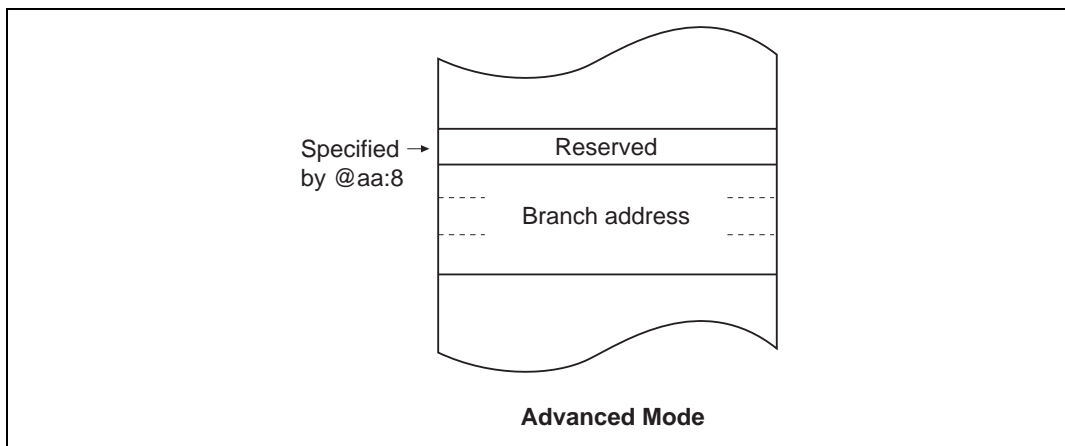 Reserved
Specified →
by @aa:8
Branch address
Advanced Mode